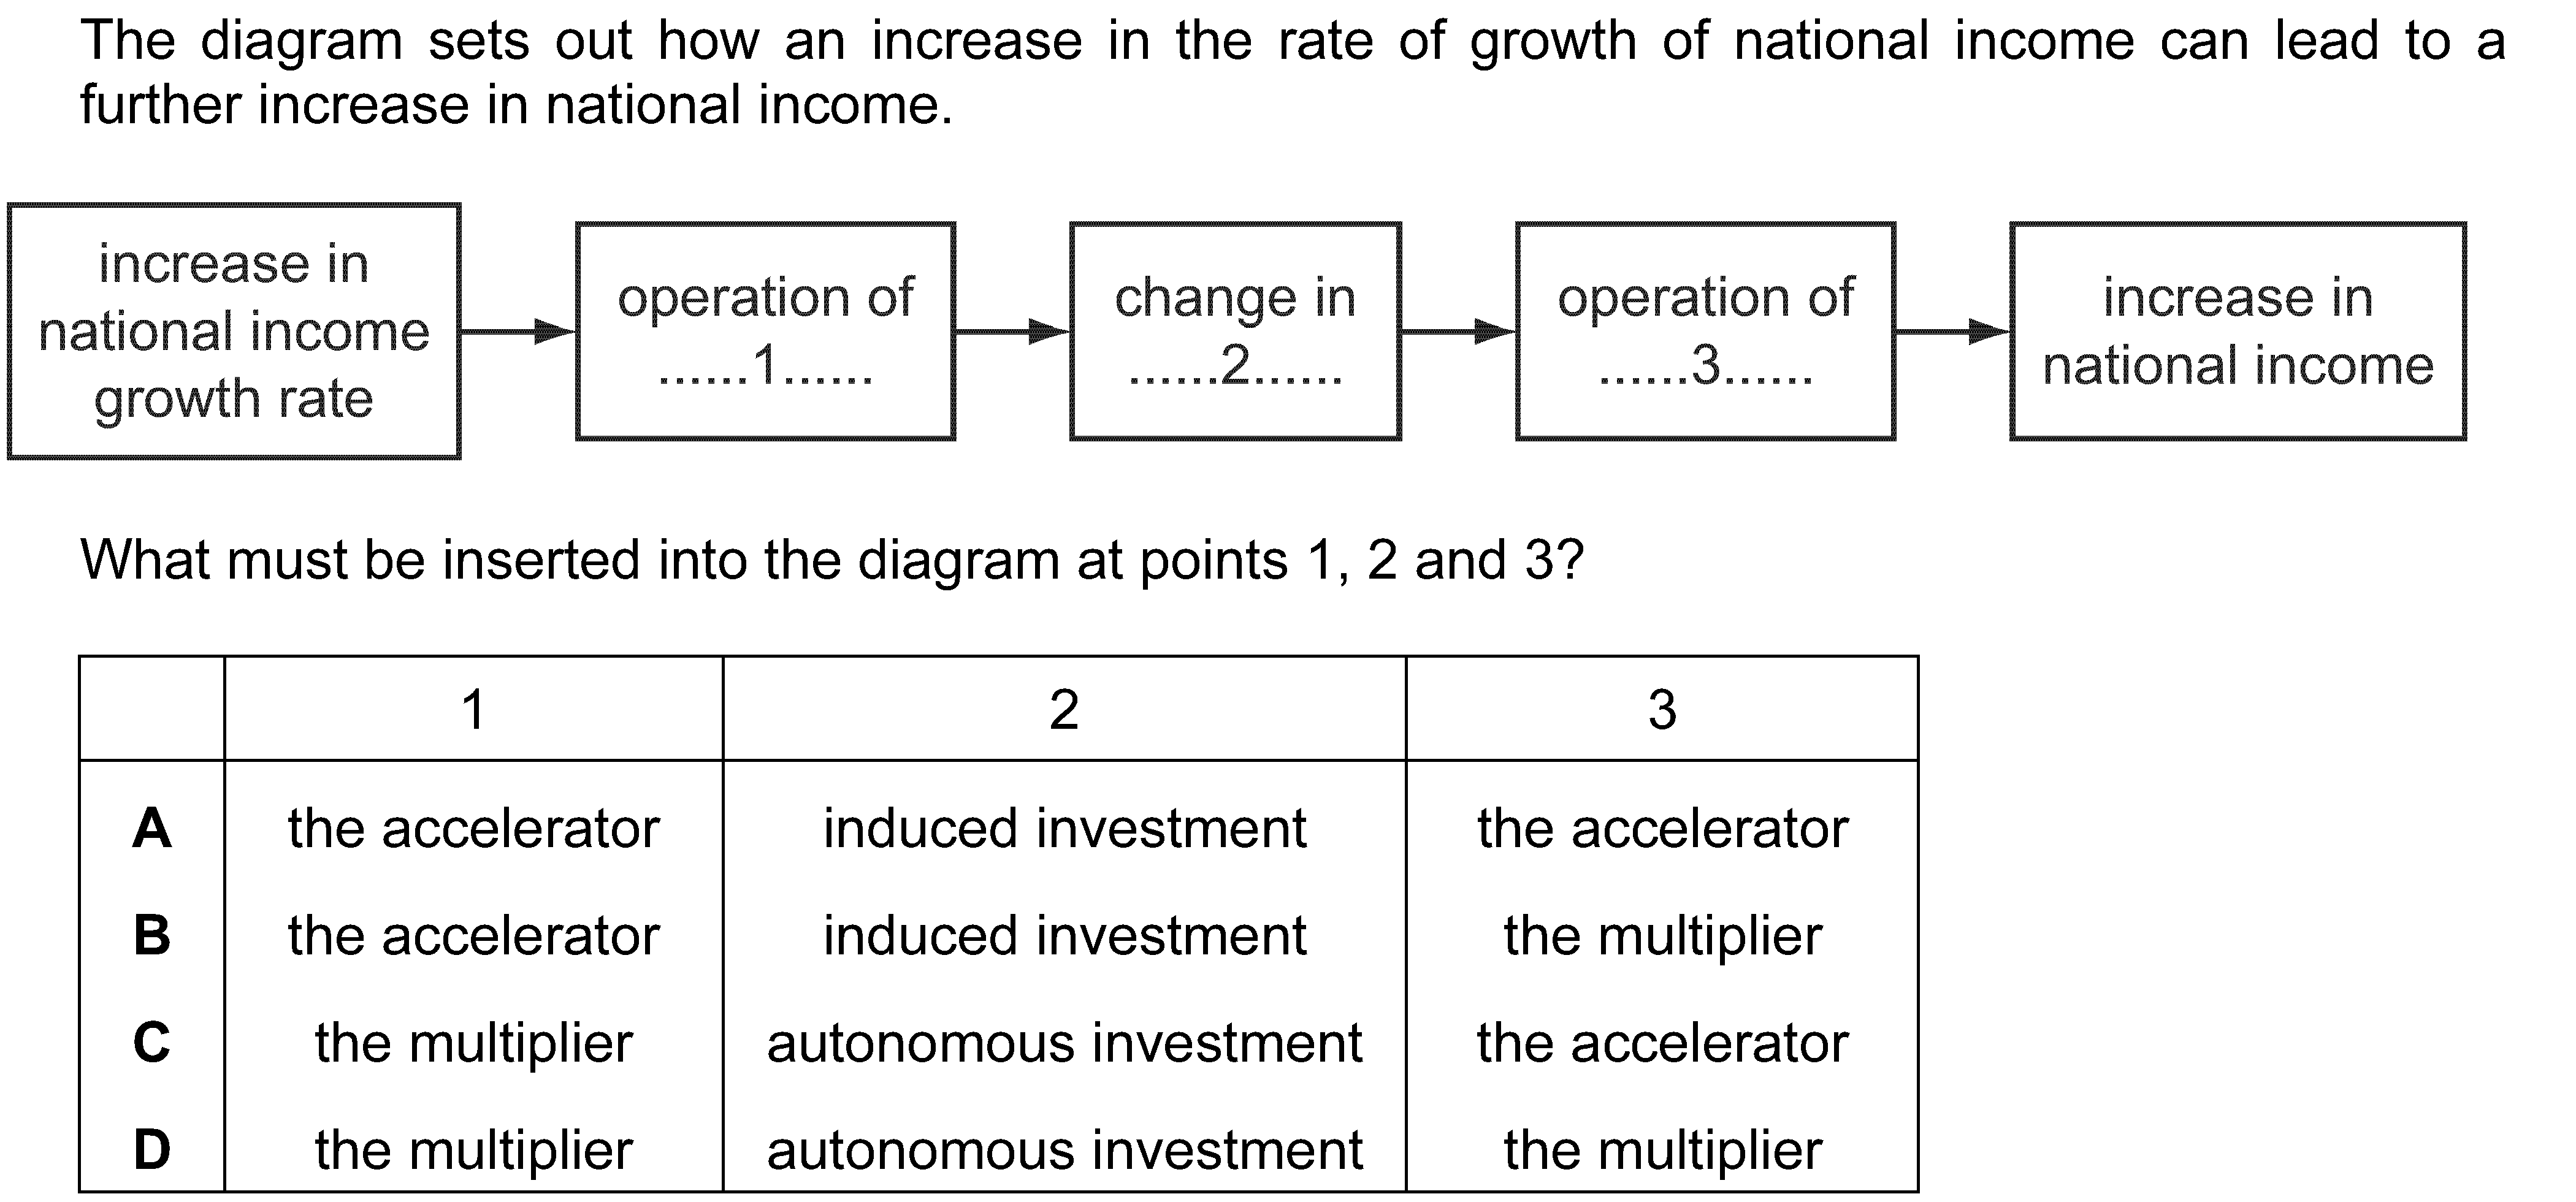 The diagram sets out how an increase in the rate of growth of national income can lead to a
further increase in national income.
increase in
national income
growth rate
operation of
......1......
change in
......2......
operation of
......3......
increase in
national income
What must be inserted into the diagram at points 1, 2 and 3?
1 2 3
A the accelerator induced investment the accelerator
B the accelerator induced investment the multiplier
C the multiplier autonomous investment the accelerator
D the multiplier autonomous investment the multiplier